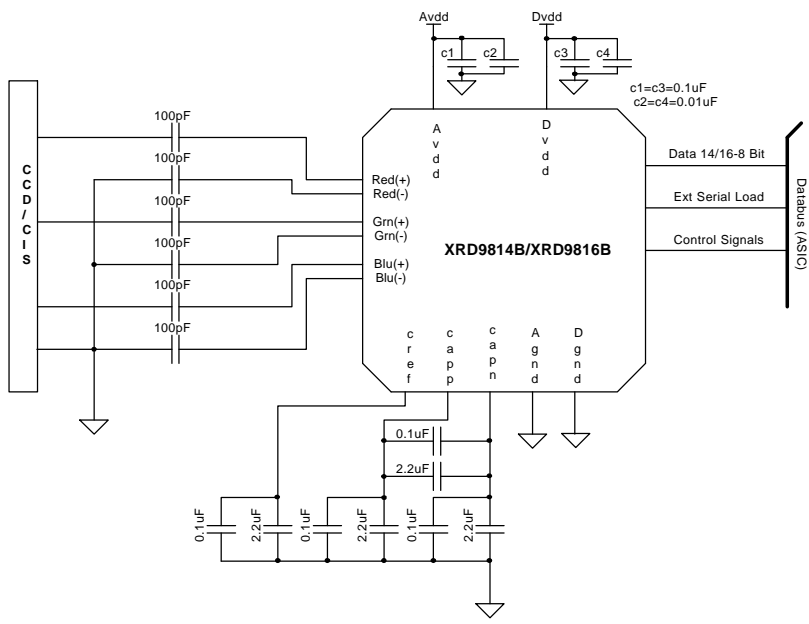 Avdd
Dvdd
c1
c2
c3
c4
c1=c3=0.1uF
c2=c4=0.01uF
CCD/CIS
100pF
100pF
100pF
100pF
100pF
100pF
Red(+)
Red(-)
Grn(+)
Grn(-)
Blu(+)
Blu(-)
Avdd
Dvdd
XRD9814B/XRD9816B
Data 14/16-8 Bit
Ext Serial Load
Control Signals
Databus (ASIC)
cref
capp
capn
Agnd
Dgnd
0.1uF
2.2uF
0.1uF
2.2uF
0.1uF
2.2uF
0.1uF
2.2uF